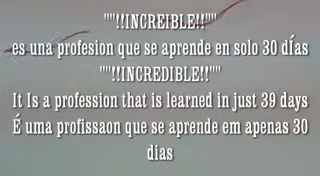 ""!!INCREIBLE!!""
es una profesion que se aprende en solo 30 dÍas
""!!INCREDIBLE!!"""
It Is a profession that is learned in just 39 days
É uma profissaon que se aprende em apenas 30
dias